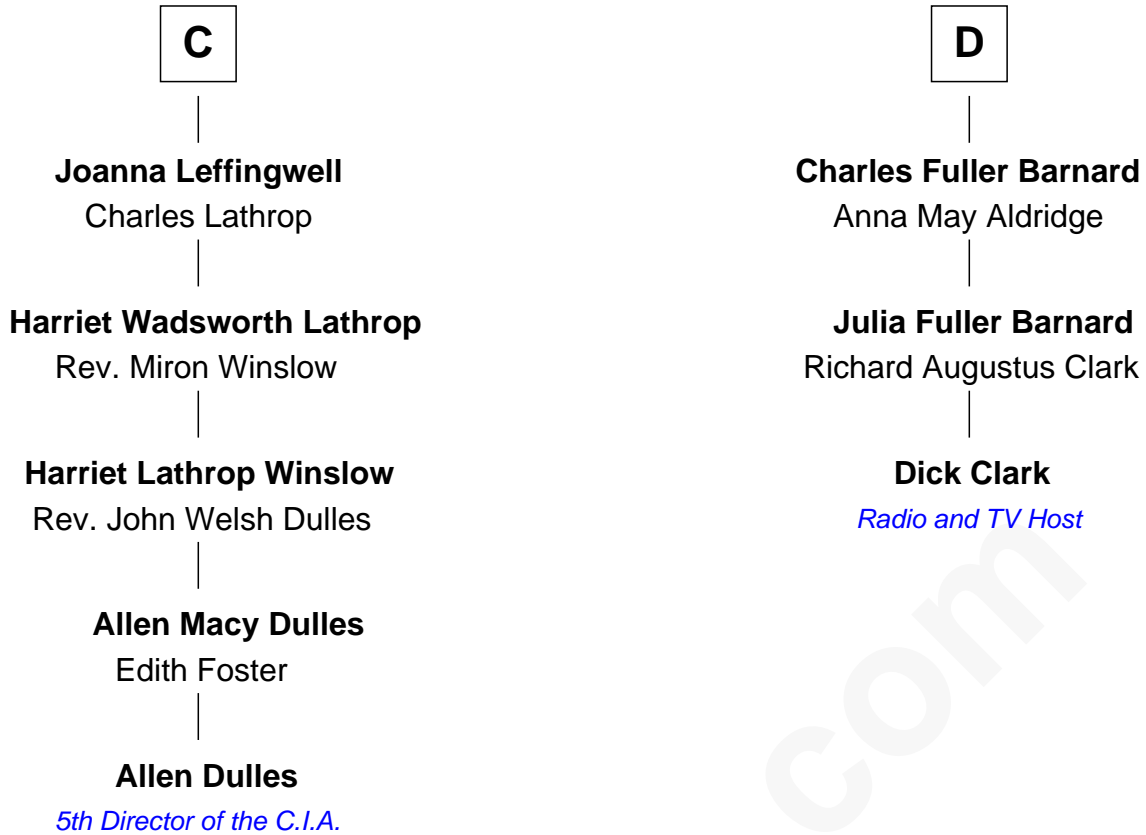 C
Joanna Leffingwell
Charles Lathrop
Harriet Wadsworth Lathrop
Rev. Miron Winslow
Harriet Lathrop Winslow
Rev. John Welsh Dulles
Allen Macy Dulles
Edith Foster
Allen Dulles
5th Director of the C.I.A.
D
Charles Fuller Barnard
Anna May Aldridge
Julia Fuller Barnard
Richard Augustus Clark
Dick Clark
Radio and TV Host
com